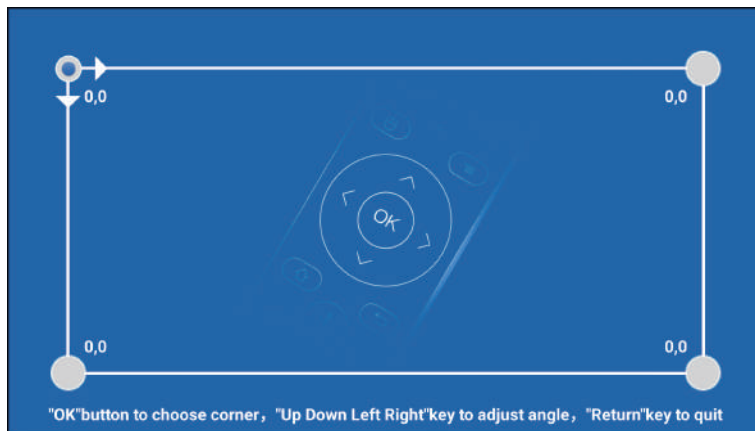 0,0
0,0
OK
0,0
0,0
"OK"button to choose corner，"Up Down Left Right"key to adjust angle，"Return"key to quit